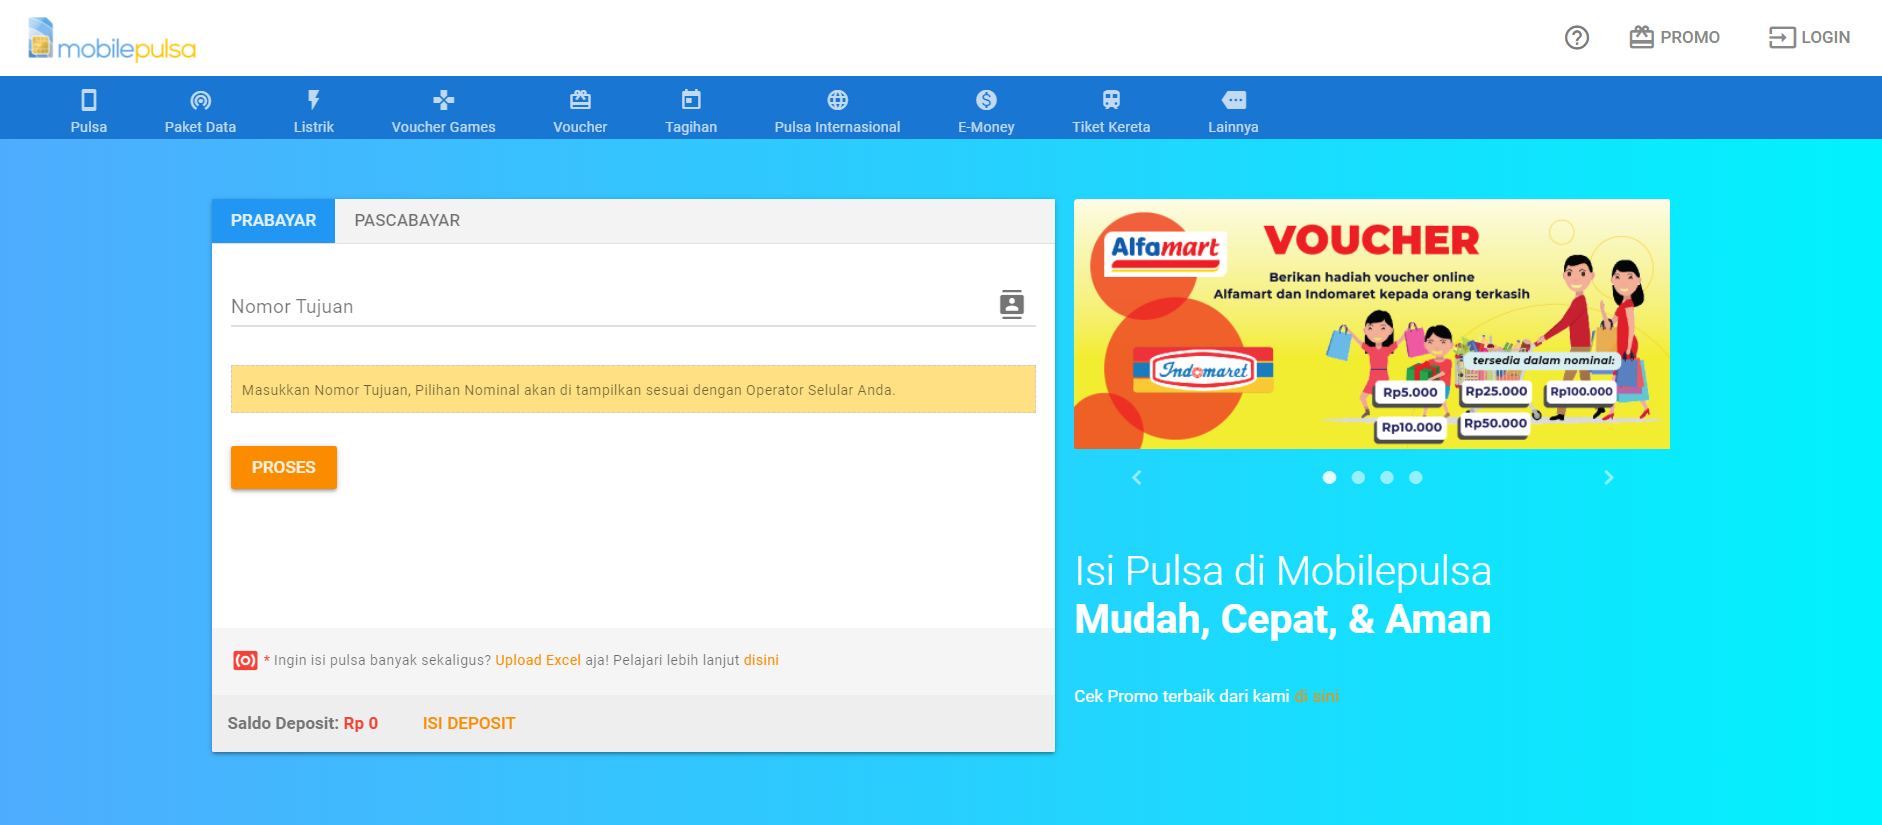 mobilepulsa
PROMO
LOGIN
Pulsa
Paket Data
Listrik
Voucher Games
Voucher
Tagihan
Pulsa Internasional
E-Money
Tiket Kereta
Lainnya
PRABAYAR
PASCABAYAR
Nomor Tujuan
Masukkan Nomor Tujuan, Pilihan Nominal akan di tampilkan sesuai dengan Operator Selular Anda.
PROSES
* Ingin isi pulsa banyak sekaligus? Upload Excel aja! Pelajari lebih lanjut disini
Saldo Deposit: Rp 0
ISI DEPOSIT
Alfamart
VOUCHER
Berikan hadiah voucher online
Alfamart dan Indomaret kepada orang terkasih
Indomaret
tersedia dalam nominal:
Rp5.000
Rp25.000
Rp100.000
Rp10.000
Rp50.000
Isi Pulsa di Mobilepulsa
Mudah, Cepat, & Aman
Cek Promo terbaik dari kami di sini